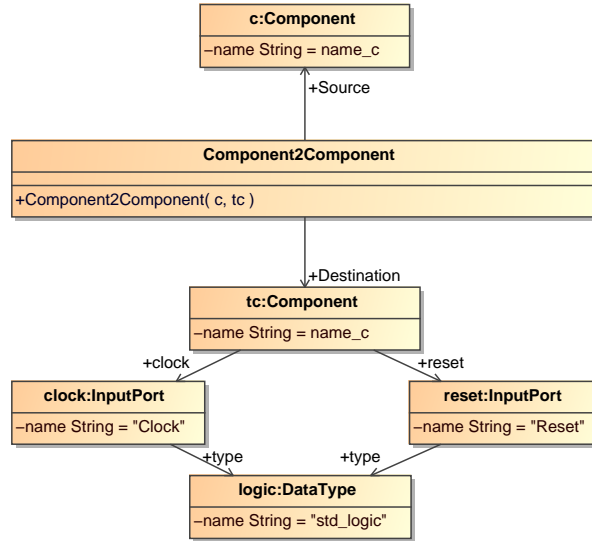 c:Component
–name String = name_c
+Source
Component2Component
+Component2Component( c, tc )
+Destination
tc:Component
–name String = name_c
+clock
+reset
clock:InputPort
–name String = "Clock"
reset:InputPort
–name String = "Reset"
+type
+type
logic:DataType
–name String = "std_logic"